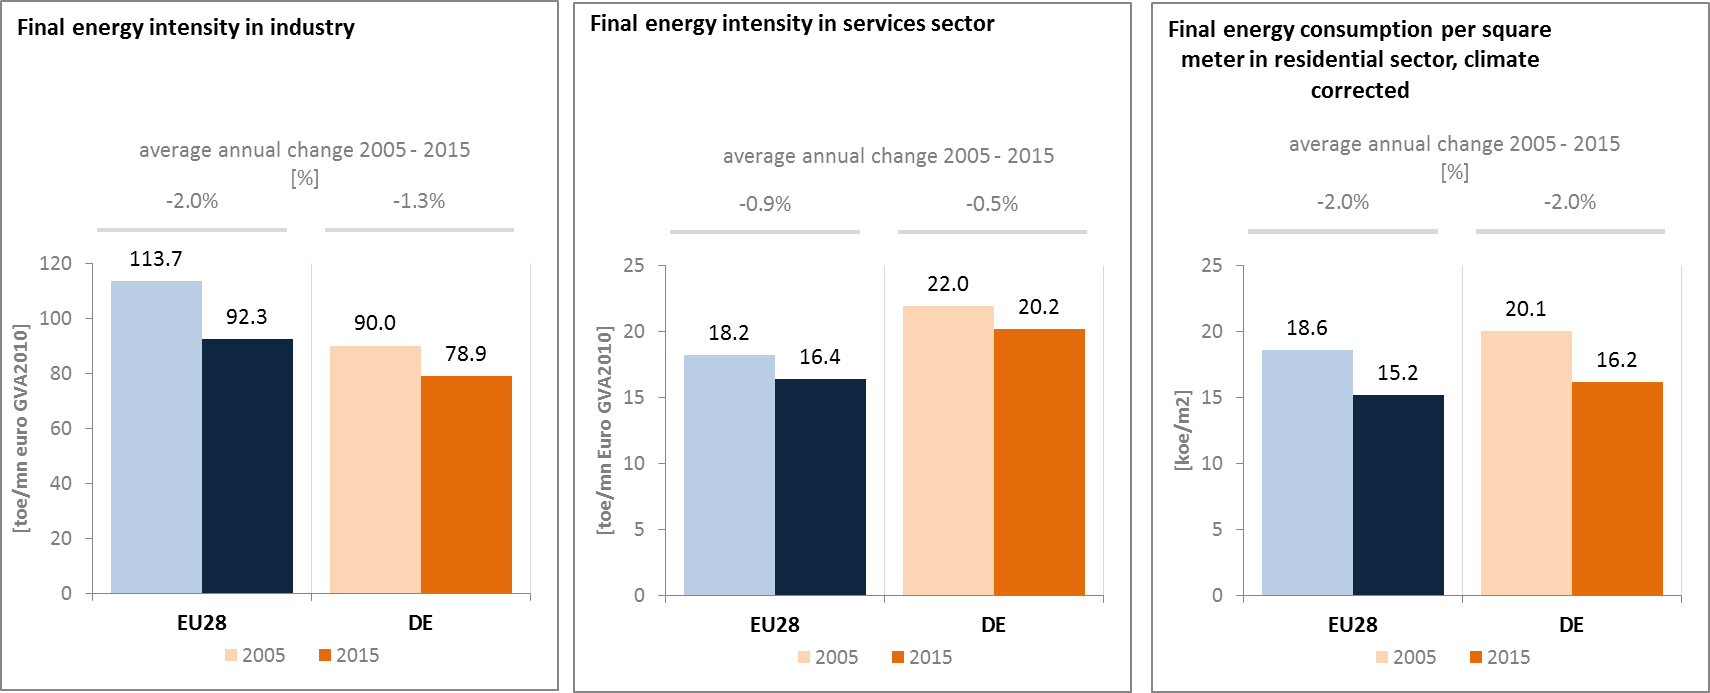 Final energy intensity in industry
average annual change 2005 - 2015
[%]
-2.0% -1.3%
[toe/mn euro GVA2010]
120
100
80
60
40
20
0
113.7
92.3
90.0
78.9
EU28 DE
2005 2015
Final energy intensity in services sector
average annual change 2005 - 2015
-0.9% -0.5%
[toe/mn Euro GVA2010]
25
20
15
10
5
0
18.2
16.4
22.0
20.2
EU28 DE
2005 2015
Final energy consumption per square
meter in residential sector, climate
corrected
average annual change 2005 - 2015
[%]
-2.0% -2.0%
[koe/m2]
25
20
15
10
5
0
18.6
15.2
20.1
16.2
EU28 DE
2005 2015